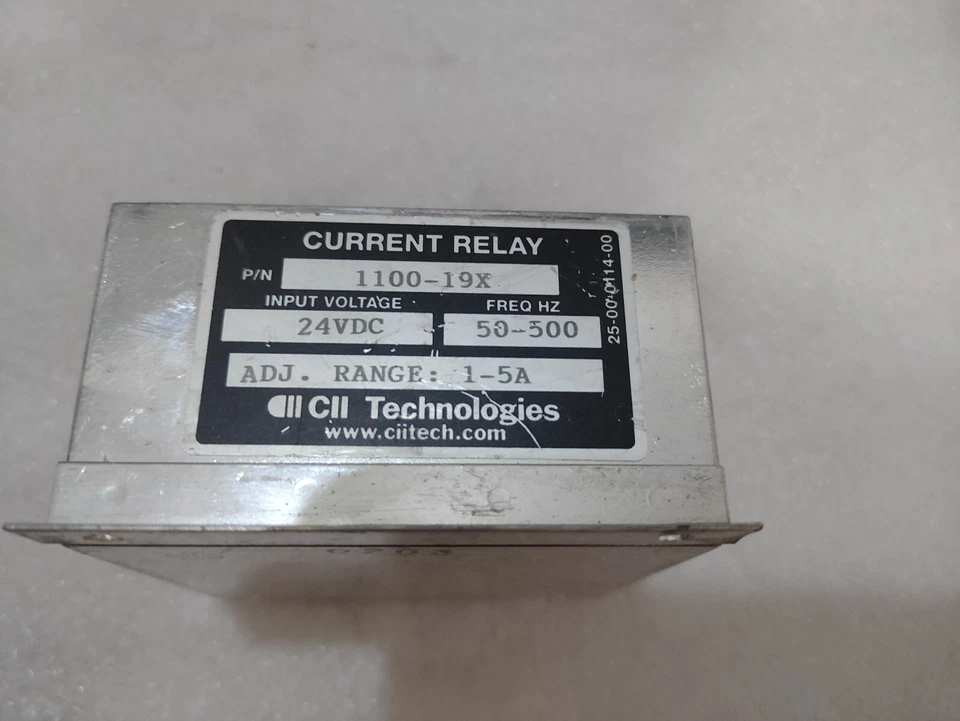 CURRENT RELAY
P/N 1100-19X
INPUT VOLTAGE FREQ HZ
24VDC 50-500
ADJ. RANGE: 1-5A
CII Technologies
www.ciitech.com
25-00-0114-00
0203